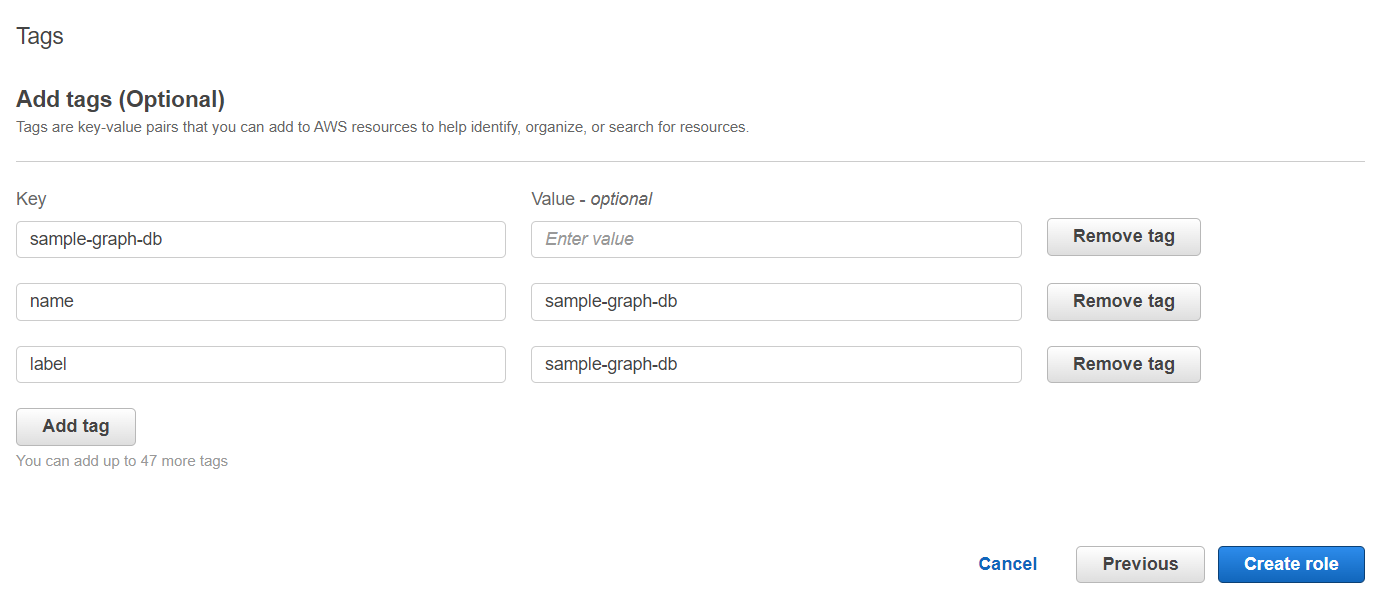 Tags
Add tags (Optional)
Tags are key-value pairs that you can add to AWS resources to help identify, organize, or search for resources.
Key Value - optional
sample-graph-db Enter value Remove tag
name sample-graph-db Remove tag
label sample-graph-db Remove tag
Add tag
You can add up to 47 more tags
Cancel Previous Create role